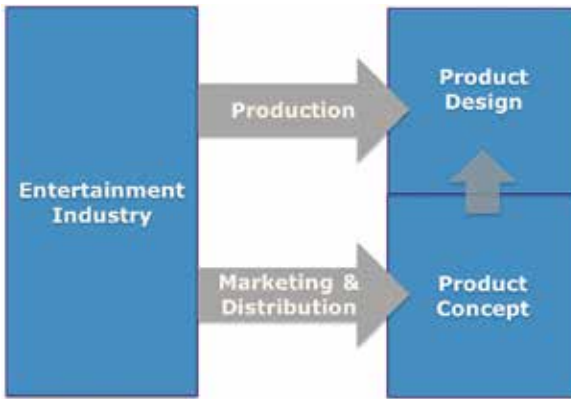 Entertainment
Industry
Production
Marketing &
Distribution
Product
Design
Product
Concept